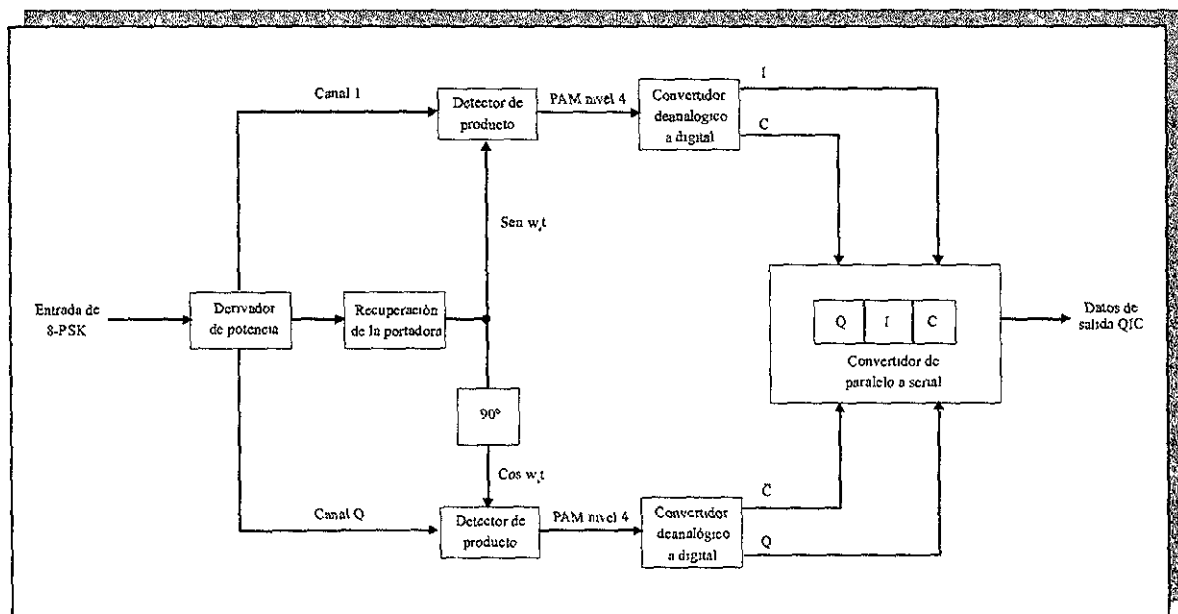 Canal 1
Detector de
producto
PAM nivel 4
Convertidor
deanalogico
a digital
I
C
Sen w,t
Entrada de
8-PSK
Derivador
de potencia
Recuperación
de la portadora
Q
I
C
Convertidor de
paralelo a serial
Datos de
salida QIC
90°
Cos w,t
Canal Q
Detector de
producto
PAM nivel 4
Convertidor
deanalógico
a digital
C
Q